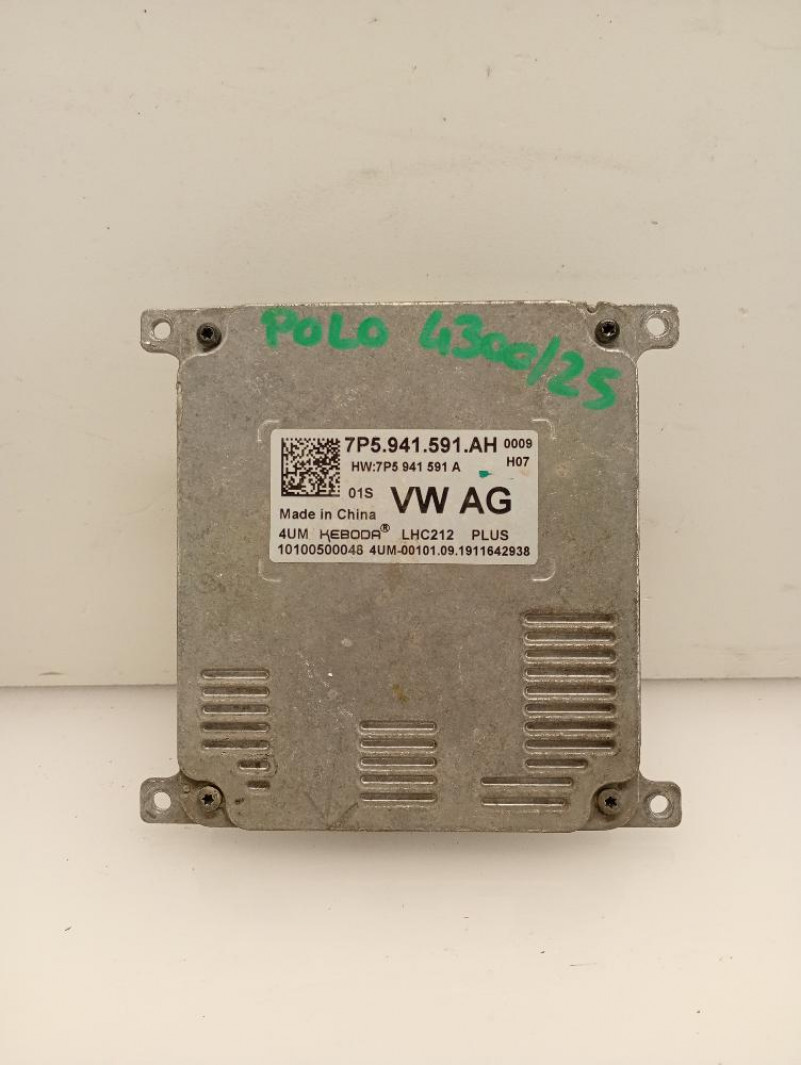 POLO 4300/25
7P5.941.591.AH 0009
HW:7P5 941 591 A H07
01S VW AG
Made in China
4UM KEBODA® LHC212 PLUS
10100500048 4UM-00101.09.1911642938